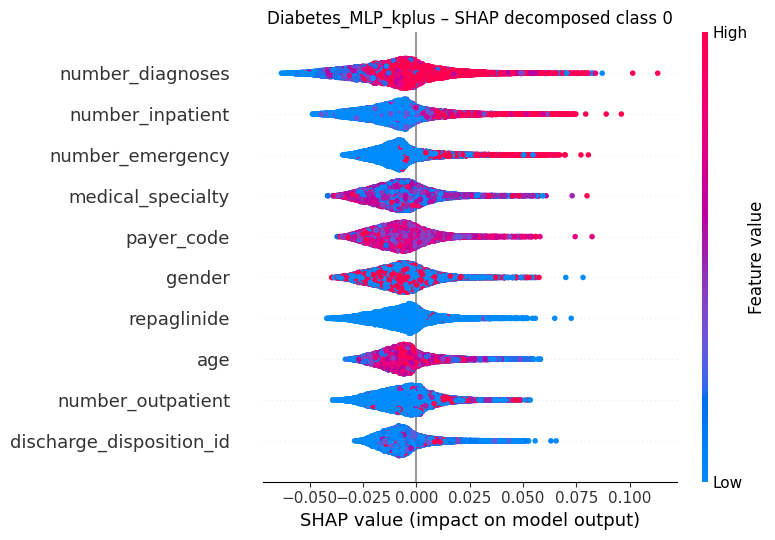 Diabetes_MLP_kplus – SHAP decomposed class 0
High
number_diagnoses
number_inpatient
number_emergency
medical_specialty
payer_code
gender
repaglinide
age
number_outpatient
discharge_disposition_id
Feature value
Low
−0.050 −0.025 0.000 0.025 0.050 0.075 0.100
SHAP value (impact on model output)